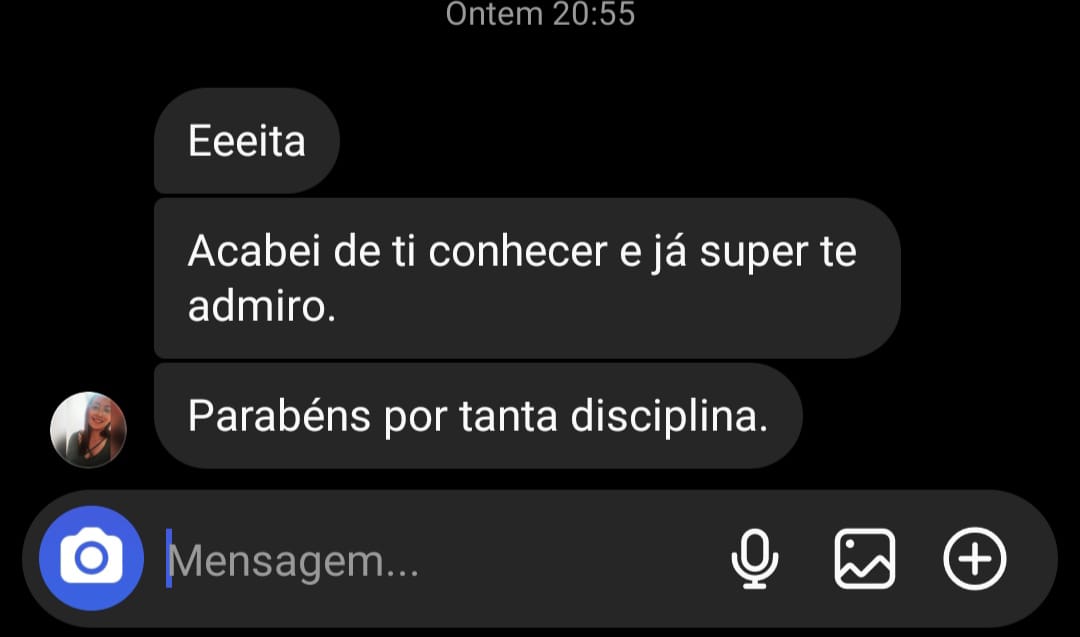 Ontem 20:55
Eeeita
Acabei de ti conhecer e já super te
admiro.
Parabéns por tanta disciplina.
Mensagem...